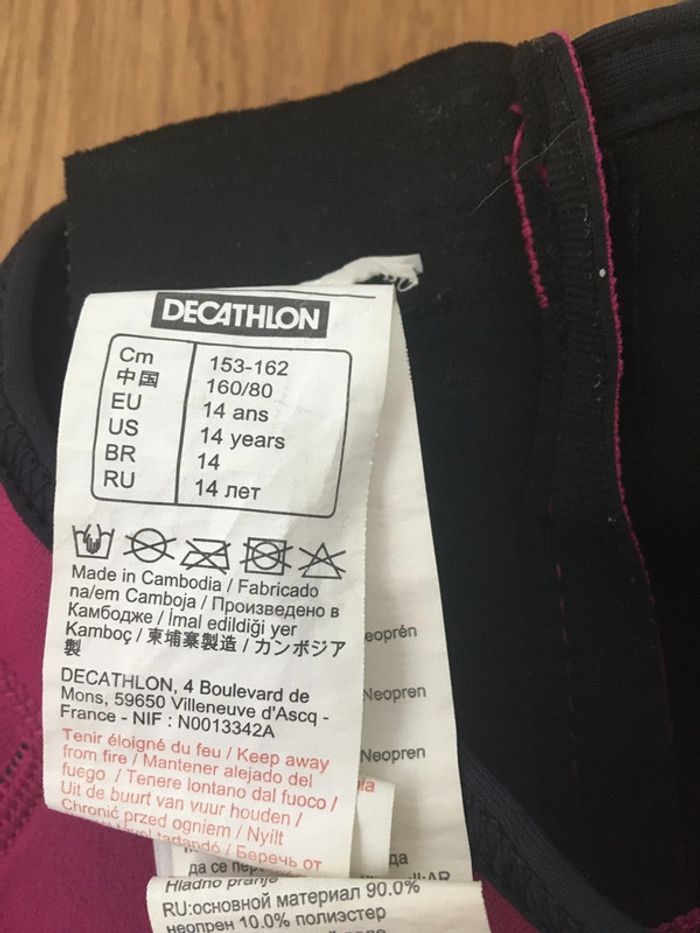 DECATHLON
Cm 153-162
中国 160/80
EU 14 ans
US 14 years
BR 14
RU 14 лет
Made in Cambodia / Fabricado
na/em Camboja / Произведено в
Камбодже / İmal edildiği yer
Kamboç / 柬埔寨製造 / カンボジア
製
DECATHLON, 4 Boulevard de
Mons, 59650 Villeneuve d'Ascq -
France - NIF : N0013342A
Tenir éloigné du feu / Keep away
from fire / Mantener alejado del
fuego / Tenere lontano dal fuoco /
Uit de buurt van vuur houden /
Chronić przed ogniem / Nyílt
tartandó / Беречь от
eoprén
Neopren
Neopren
да се
да
Hladno pranje
RU:основной материал 90.0%
неопрен 10.0% полиэстер